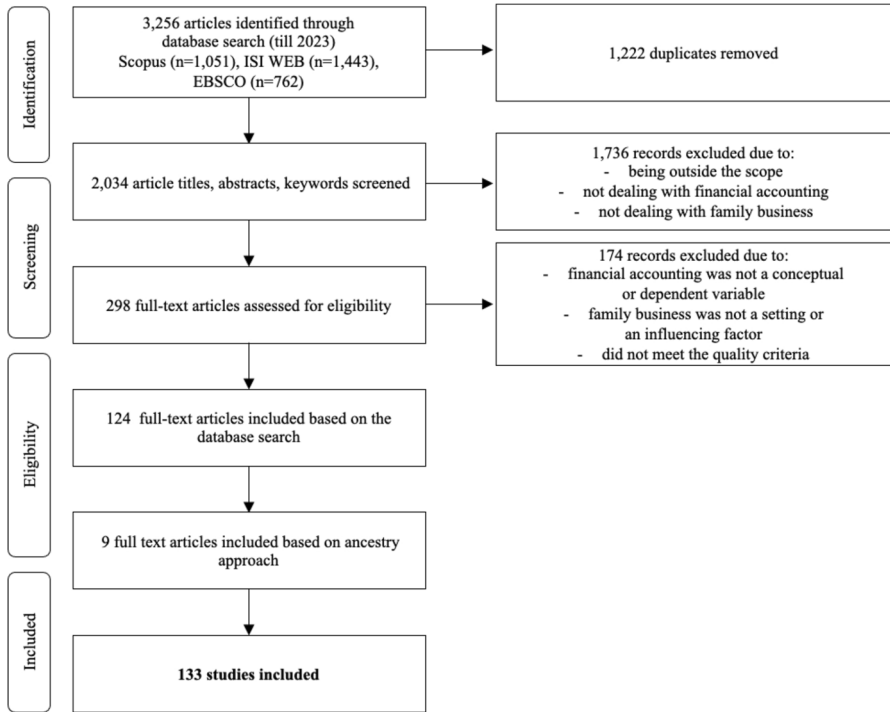 Identification
3,256 articles identified through
database search (till 2023)
Scopus (n=1,051), ISI WEB (n=1,443),
EBSCO (n=762)
1,222 duplicates removed
Screening
2,034 article titles, abstracts, keywords screened
1,736 records excluded due to:
- being outside the scope
- not dealing with financial accounting
- not dealing with family business
298 full-text articles assessed for eligibility
174 records excluded due to:
- financial accounting was not a conceptual
or dependent variable
- family business was not a setting or
an influencing factor
- did not meet the quality criteria
Eligibility
124 full-text articles included based on the
database search
9 full text articles included based on ancestry
approach
Included
133 studies included